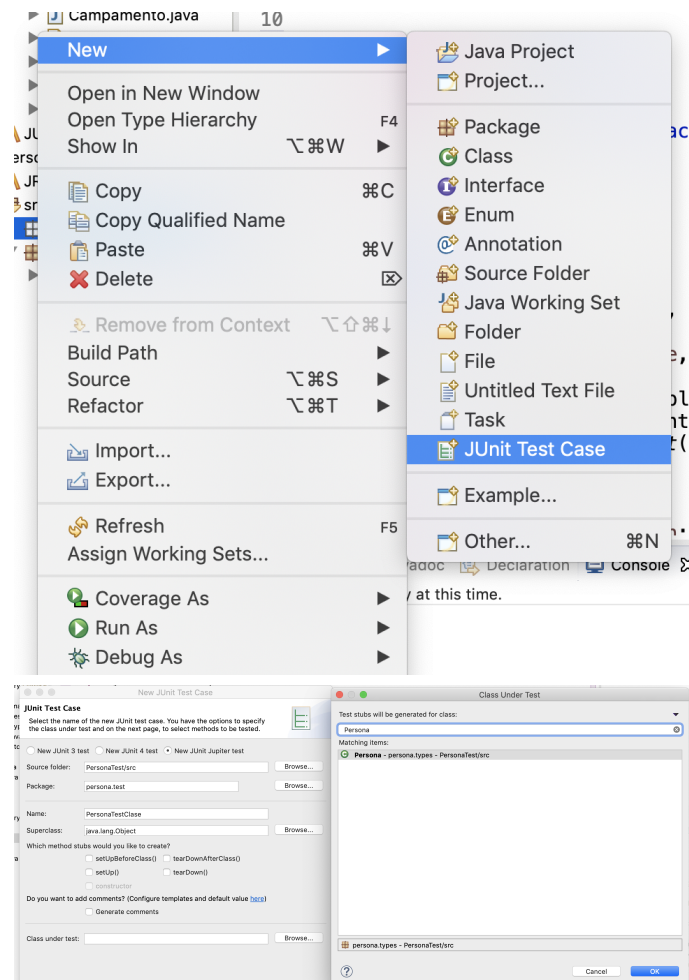 Campamento.java
10
New
Open in New Window
Open Type Hierarchy F4
Show In ⌥⌘W
Copy ⌘C
Copy Qualified Name
Paste ⌘V
Delete ⌦
Remove from Context ⌥⇧⌘↓
Build Path
Source ⌥⌘S
Refactor ⌥⌘T
Import...
Export...
Refresh F5
Assign Working Sets...
Coverage As
Run As
Debug As
Java Project
Project...
Package
Class
Interface
Enum
Annotation
Source Folder
Java Working Set
Folder
File
Untitled Text File
Task
JUnit Test Case
Example...
Other... ⌘N
Declaration Console
at this time.
New JUnit Test Case
JUnit Test Case
Select the name of the new JUnit test case. You have the options to specify
the class under test and on the next page, to select methods to be tested.
New JUnit 3 test New JUnit 4 test New JUnit Jupiter test
Source folder: PersonaTest/src Browse...
Package: persona.test Browse...
Name: PersonaTestClase
Superclass: java.lang.Object Browse...
Which method stubs would you like to create?
setUpBeforeClass() tearDownAfterClass()
setUp() tearDown()
constructor
Do you want to add comments? (Configure templates and default value here)
Generate comments
Class under test: Browse...
Class Under Test
Test stubs will be generated for class:
Persona
Matching items:
Persona - persona.types - PersonaTest/src
persona.types - PersonaTest/src
Cancel OK